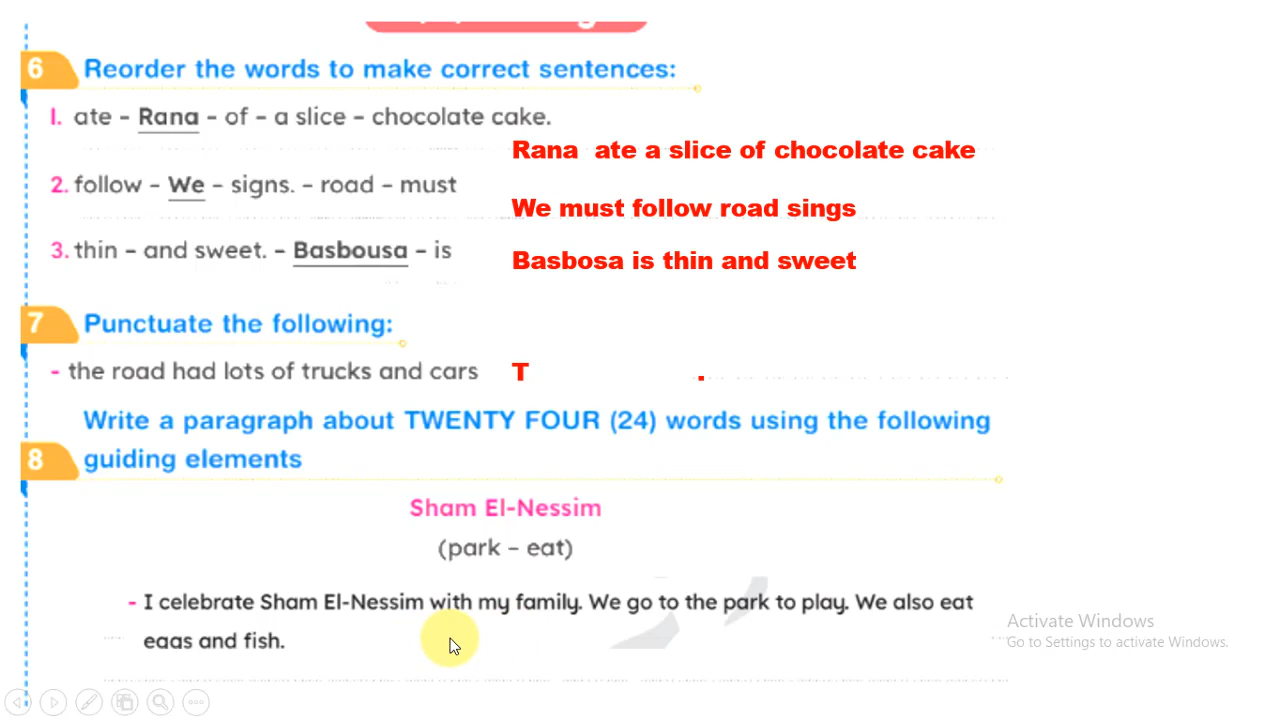 6 Reorder the words to make correct sentences:
1. ate – Rana – of – a slice – chocolate cake.
Rana ate a slice of chocolate cake
2. follow – We – signs. – road – must
We must follow road sings
3. thin – and sweet. – Basbousa – is
Basbosa is thin and sweet
7 Punctuate the following:
- the road had lots of trucks and cars T .
Write a paragraph about TWENTY FOUR (24) words using the following
8 guiding elements
Sham El-Nessim
(park – eat)
- I celebrate Sham El-Nessim with my family. We go to the park to play. We also eat
eggs and fish.
Activate Windows
Go to Settings to activate Windows.